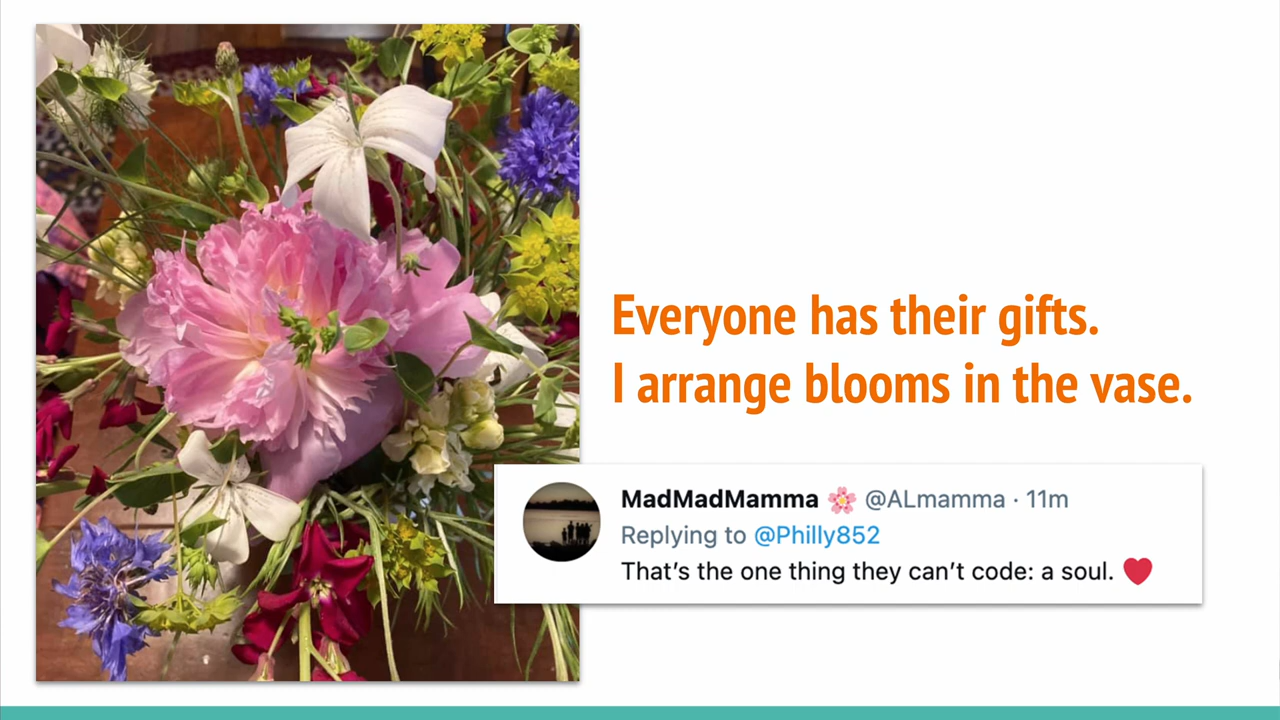 Everyone has their gifts.
I arrange blooms in the vase.
MadMadMamma 🌸 @ALmamma · 11m
Replying to @Philly852
That’s the one thing they can’t code: a soul. ❤️